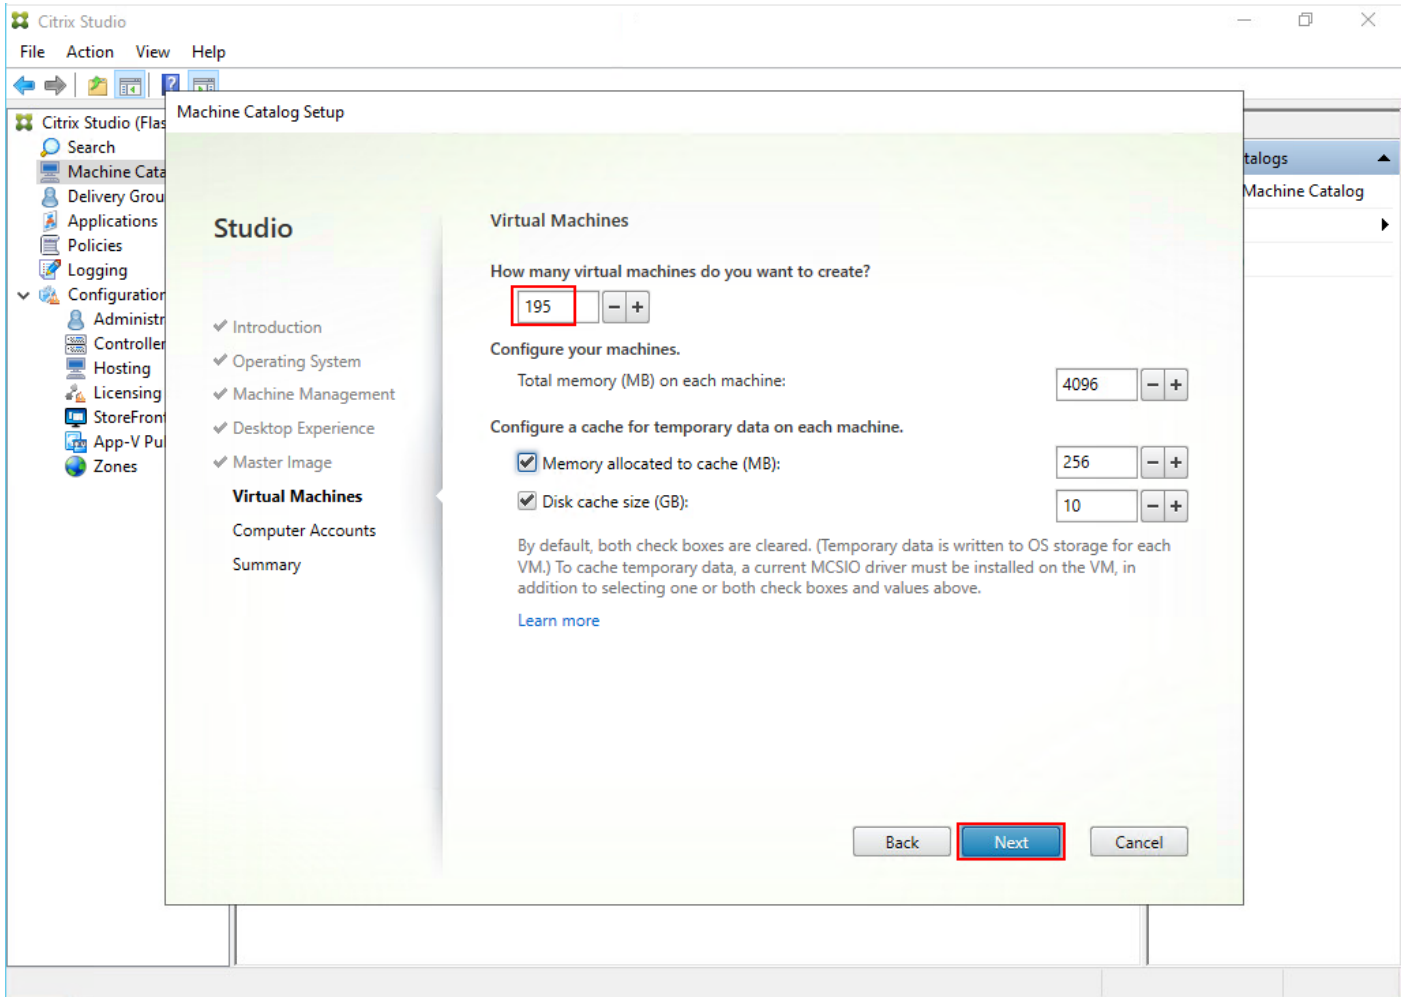 Citrix Studio
File Action View Help
Machine Catalog Setup
Citrix Studio (Flas
Search
Machine Cata
Delivery Grou
Applications
Policies
Logging
Configuration
Administr
Controller
Hosting
Licensing
StoreFront
App-V Pu
Zones
Studio
Introduction
Operating System
Machine Management
Desktop Experience
Master Image
Virtual Machines
Computer Accounts
Summary
Virtual Machines
How many virtual machines do you want to create?
195 - +
Configure your machines.
Total memory (MB) on each machine: 4096 - +
Configure a cache for temporary data on each machine.
Memory allocated to cache (MB): 256 - +
Disk cache size (GB): 10 - +
By default, both check boxes are cleared. (Temporary data is written to OS storage for each
VM.) To cache temporary data, a current MCSIO driver must be installed on the VM, in
addition to selecting one or both check boxes and values above.
Learn more
Back Next Cancel
talogs
Machine Catalog